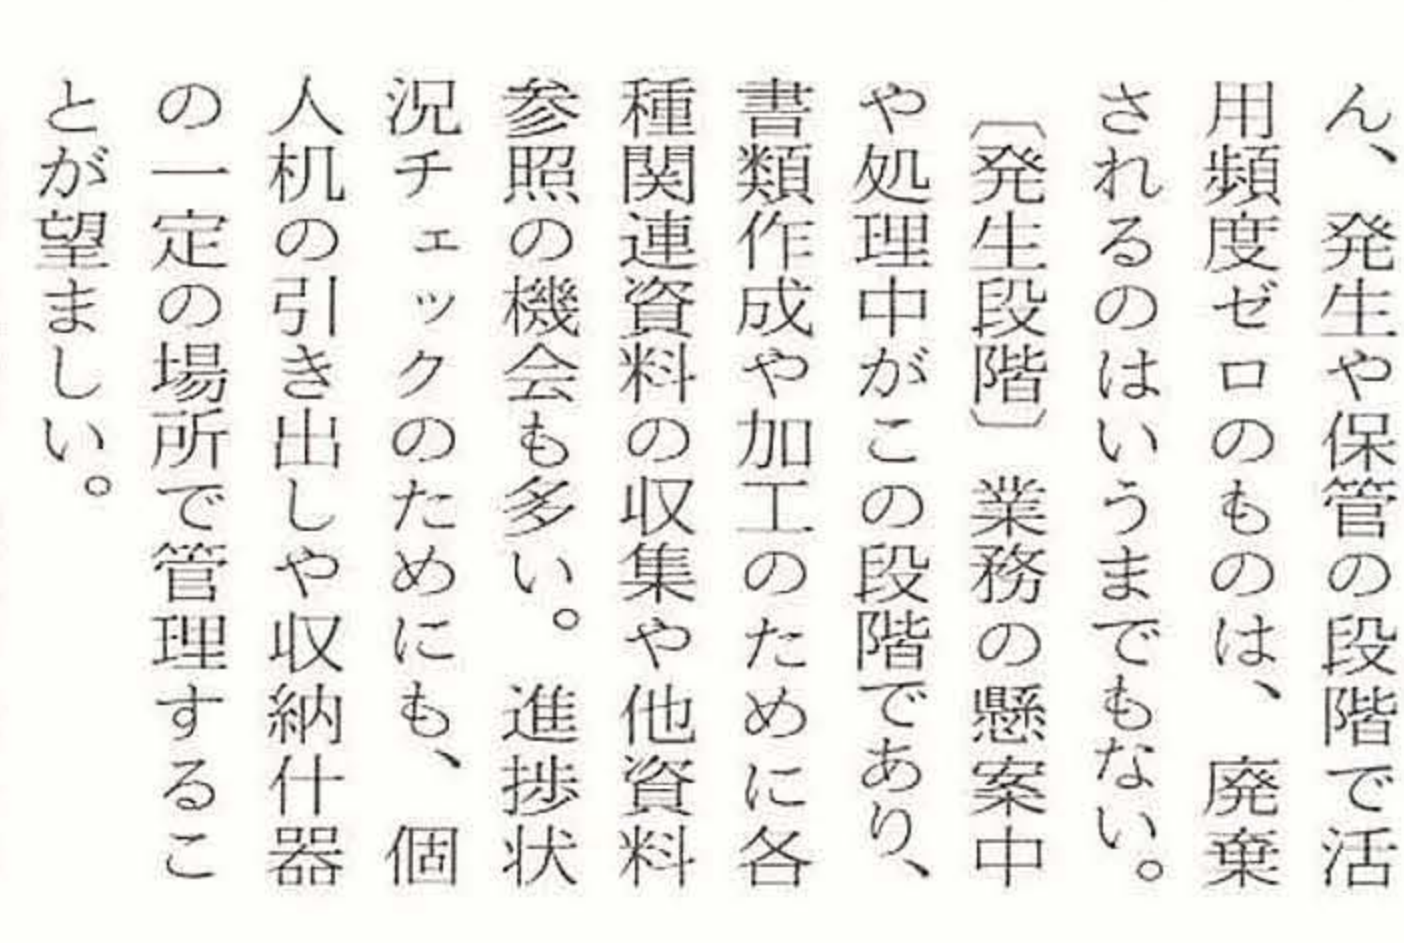 ん、発生や保管の段階で活
用頻度ゼロのものは、廃棄
されるのはいうまでもない。
〔発生段階〕業務の懸案中
や処理中がこの段階であり、
書類作成や加工のために各
種関連資料の収集や他資料
参照の機会も多い。進捗状
況チェックのためにも、個
人机の引き出しや収納什器
の一定の場所で管理するこ
とが望ましい。